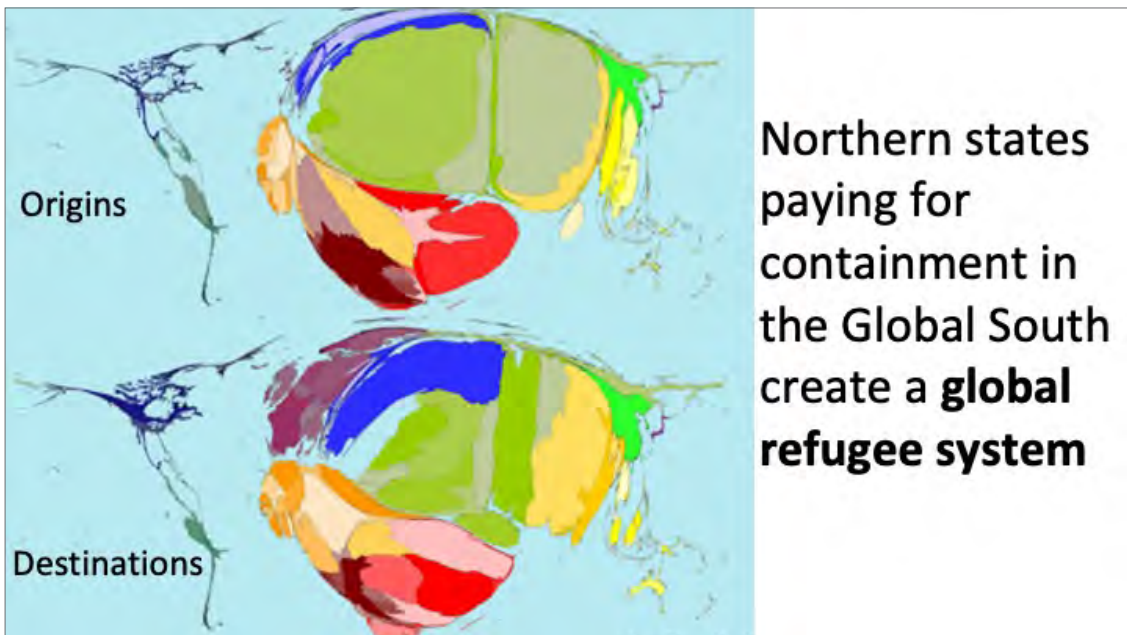 Origins
Destinations
Northern states
paying for
containment in
the Global South
create a global
refugee system